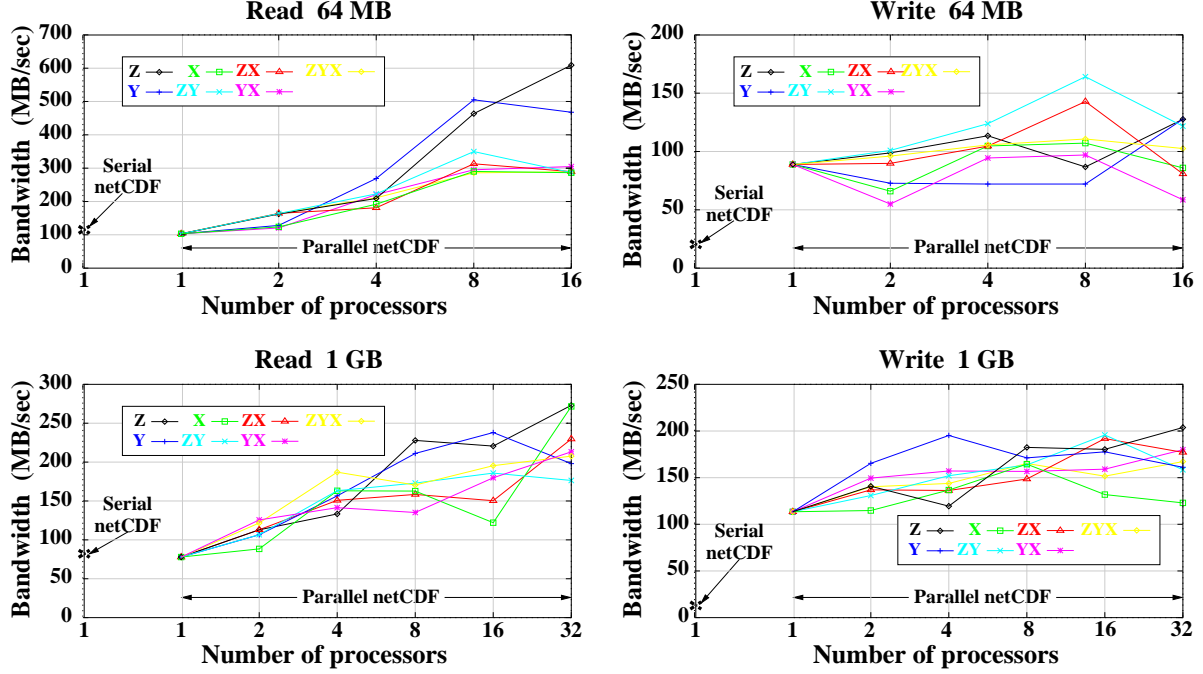 Read 64 MB
Bandwidth (MB/sec)
700
600
500
400
300
200
100
0
Z X ZX ZYX
Y ZY YX
Serial
netCDF
Parallel netCDF
1 1 2 4 8 16
Number of processors
Write 64 MB
Bandwidth (MB/sec)
200
150
100
50
0
Z X ZX ZYX
Y ZY YX
Serial
netCDF
Parallel netCDF
1 1 2 4 8 16
Number of processors
Read 1 GB
Bandwidth (MB/sec)
300
250
200
150
100
50
0
Z X ZX ZYX
Y ZY YX
Serial
netCDF
Parallel netCDF
1 1 2 4 8 16 32
Number of processors
Write 1 GB
Bandwidth (MB/sec)
250
200
150
100
50
0
Z X ZX ZYX
Y ZY YX
Serial
netCDF
Parallel netCDF
1 1 2 4 8 16 32
Number of processors